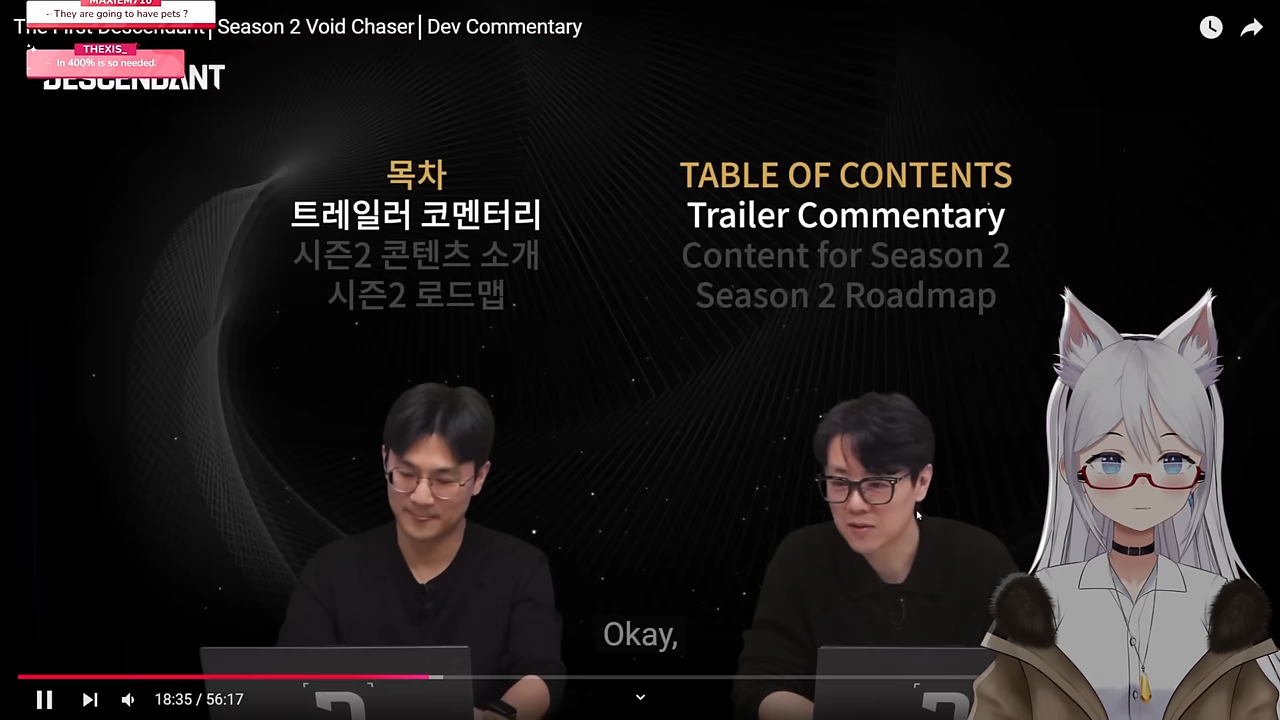 MAXIEM710
- They are going to have pets ?
The First Descendant│Season 2 Void Chaser│Dev Commentary
THEXIS_
- In 400% is so needed.
DESCENDANT
목차
트레일러 코멘터리
시즌2 콘텐츠 소개
시즌2 로드맵
TABLE OF CONTENTS
Trailer Commentary
Content for Season 2
Season 2 Roadmap
Okay,
18:35 / 56:17